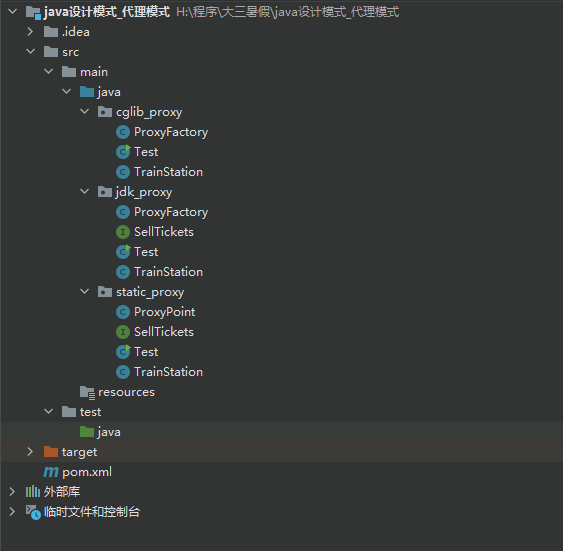 java设计模式_代理模式 H:\程序\大三暑假\java设计模式_代理模式
.idea
src
main
java
cglib_proxy
ProxyFactory
Test
TrainStation
jdk_proxy
ProxyFactory
SellTickets
Test
TrainStation
static_proxy
ProxyPoint
SellTickets
Test
TrainStation
resources
test
java
target
pom.xml
外部库
临时文件和控制台